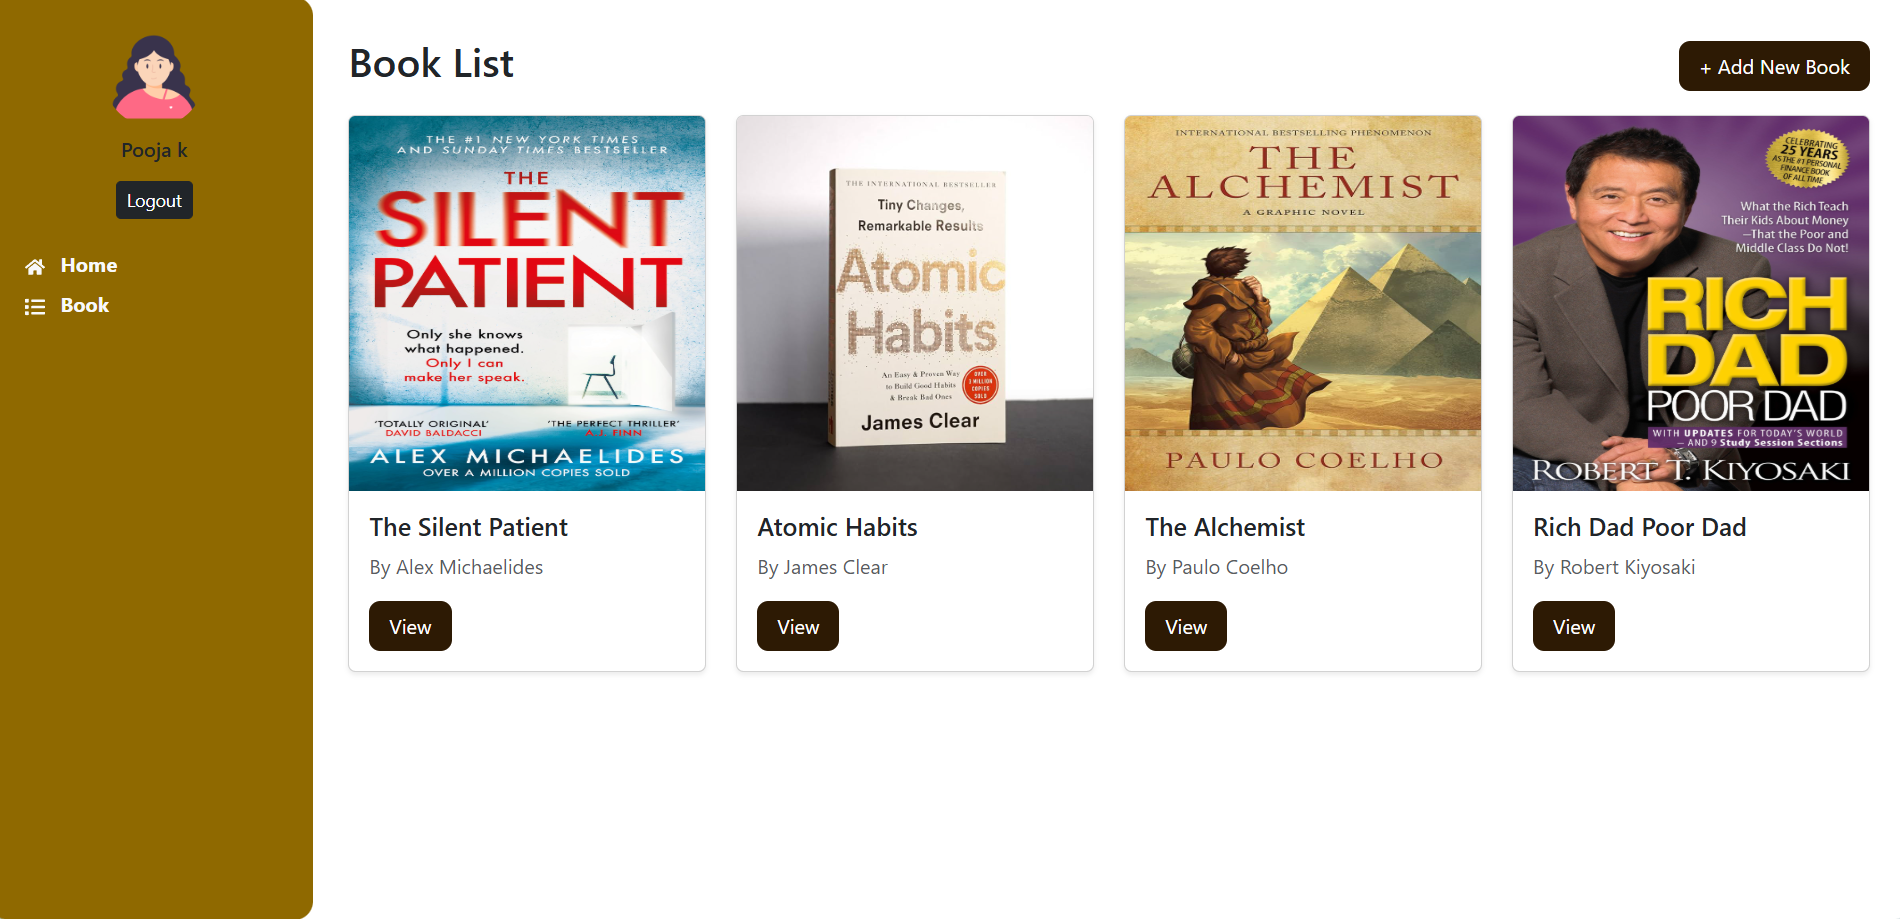 Pooja k
Logout
Home
Book
Book List
+ Add New Book
THE #1 NEW YORK TIMES
AND SUNDAY TIMES BESTSELLER
THE
SILENT
PATIENT
Only she knows
what happened.
Only I can
make her speak.
'TOTALLY ORIGINAL'
DAVID BALDACCI
'THE PERFECT THRILLER'
A.J. FINN
ALEX MICHAELIDES
OVER A MILLION COPIES SOLD
The Silent Patient
By Alex Michaelides
View
THE INTERNATIONAL BESTSELLER
Tiny Changes,
Remarkable Results
Atomic
Habits
An Easy & Proven Way
to Build Good Habits
& Break Bad Ones
OVER
3 MILLION
COPIES
SOLD
James Clear
Atomic Habits
By James Clear
View
INTERNATIONAL BESTSELLING PHENOMENON
THE
ALCHEMIST
A GRAPHIC NOVEL
PAULO COELHO
The Alchemist
By Paulo Coelho
View
CELEBRATING
25 YEARS
AS THE #1 PERSONAL
FINANCE BOOK
OF ALL TIME
What the Rich Teach
Their Kids About Money
—That the Poor and
Middle Class Do Not!
RICH
DAD
POOR DAD
WITH UPDATES FOR TODAY'S WORLD
— AND 9 Study Session Sections
ROBERT T. KIYOSAKI
Rich Dad Poor Dad
By Robert Kiyosaki
View